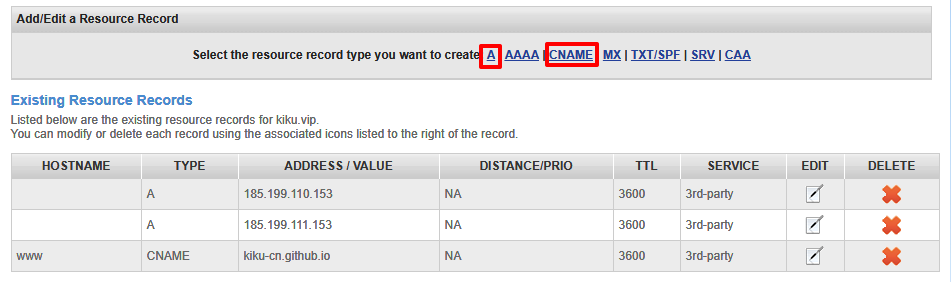 Add/Edit a Resource Record
Select the resource record type you want to create A AAAA | CNAME MX | TXT/SPF | SRV | CAA
Existing Resource Records
Listed below are the existing resource records for kiku.vip.
You can modify or delete each record using the associated icons listed to the right of the record.
HOSTNAME TYPE ADDRESS / VALUE DISTANCE/PRIO TTL SERVICE EDIT DELETE
A 185.199.110.153 NA 3600 3rd-party
A 185.199.111.153 NA 3600 3rd-party
www CNAME kiku-cn.github.io NA 3600 3rd-party